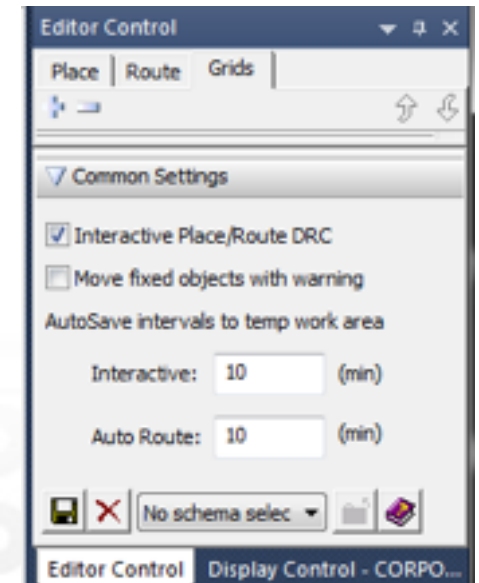 Editor Control
Place Route Grids
Common Settings
Interactive Place/Route DRC
Move fixed objects with warning
AutoSave intervals to temp work area
Interactive: 10 (min)
Auto Route: 10 (min)
No schema selec
Editor Control Display Control - CORPO...